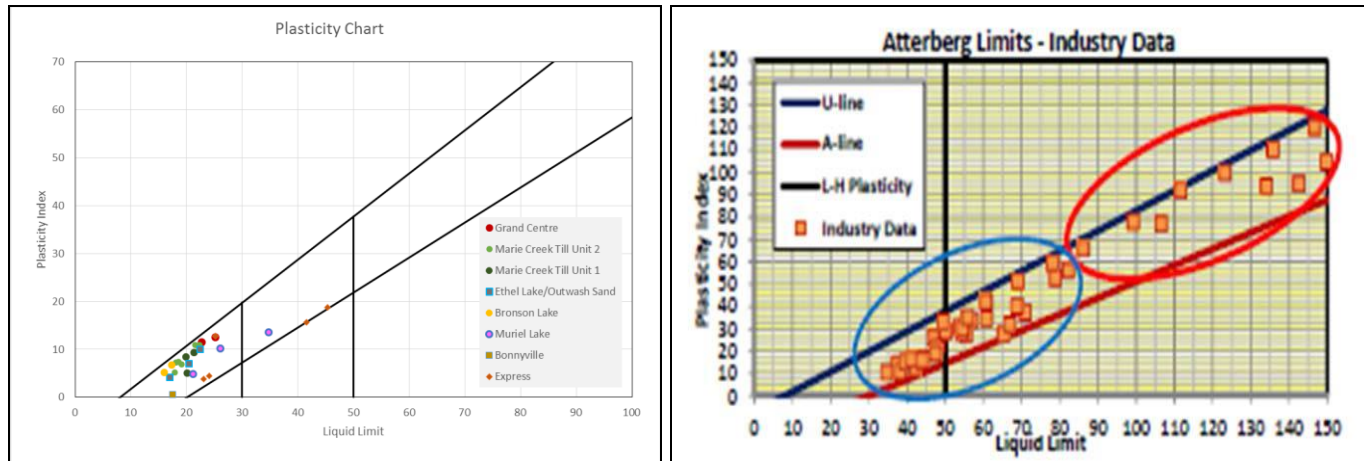 Plasticity Chart
70
60
50
40
30
20
10
0
Plasticity Index
0 10 20 30 40 50 60 70 80 90 100
Liquid Limit
Grand Centre
Marie Creek Till Unit 2
Marie Creek Till Unit 1
Ethel Lake/Outwash Sand
Bronson Lake
Muriel Lake
Bonnyville
Express
Atterberg Limits - Industry Data
150
140
130
120
110
100
90
80
70
60
50
40
30
20
10
0
Plasticity Index
U-line
A-line
L-H Plasticity
Industry Data
0 10 20 30 40 50 60 70 80 90 100 110 120 130 140 150
Liquid Limit